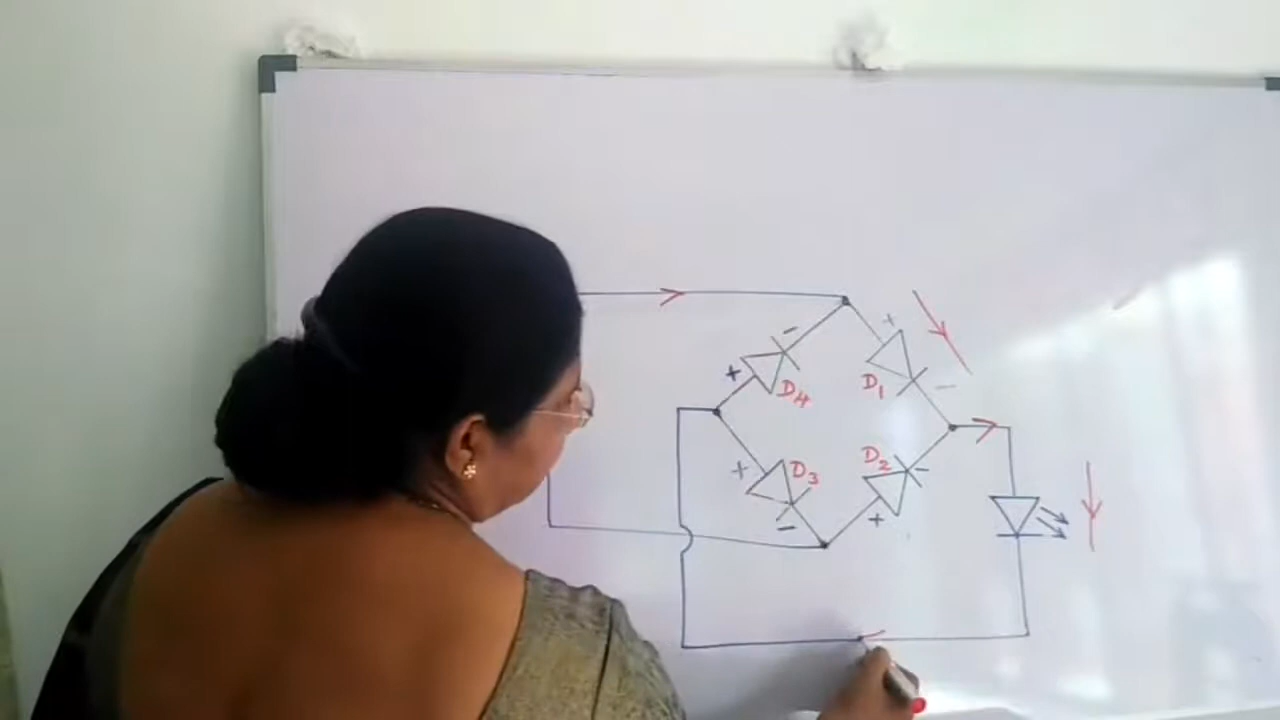 - +
+ D4 D1 -
+ D3 D2 -
- +